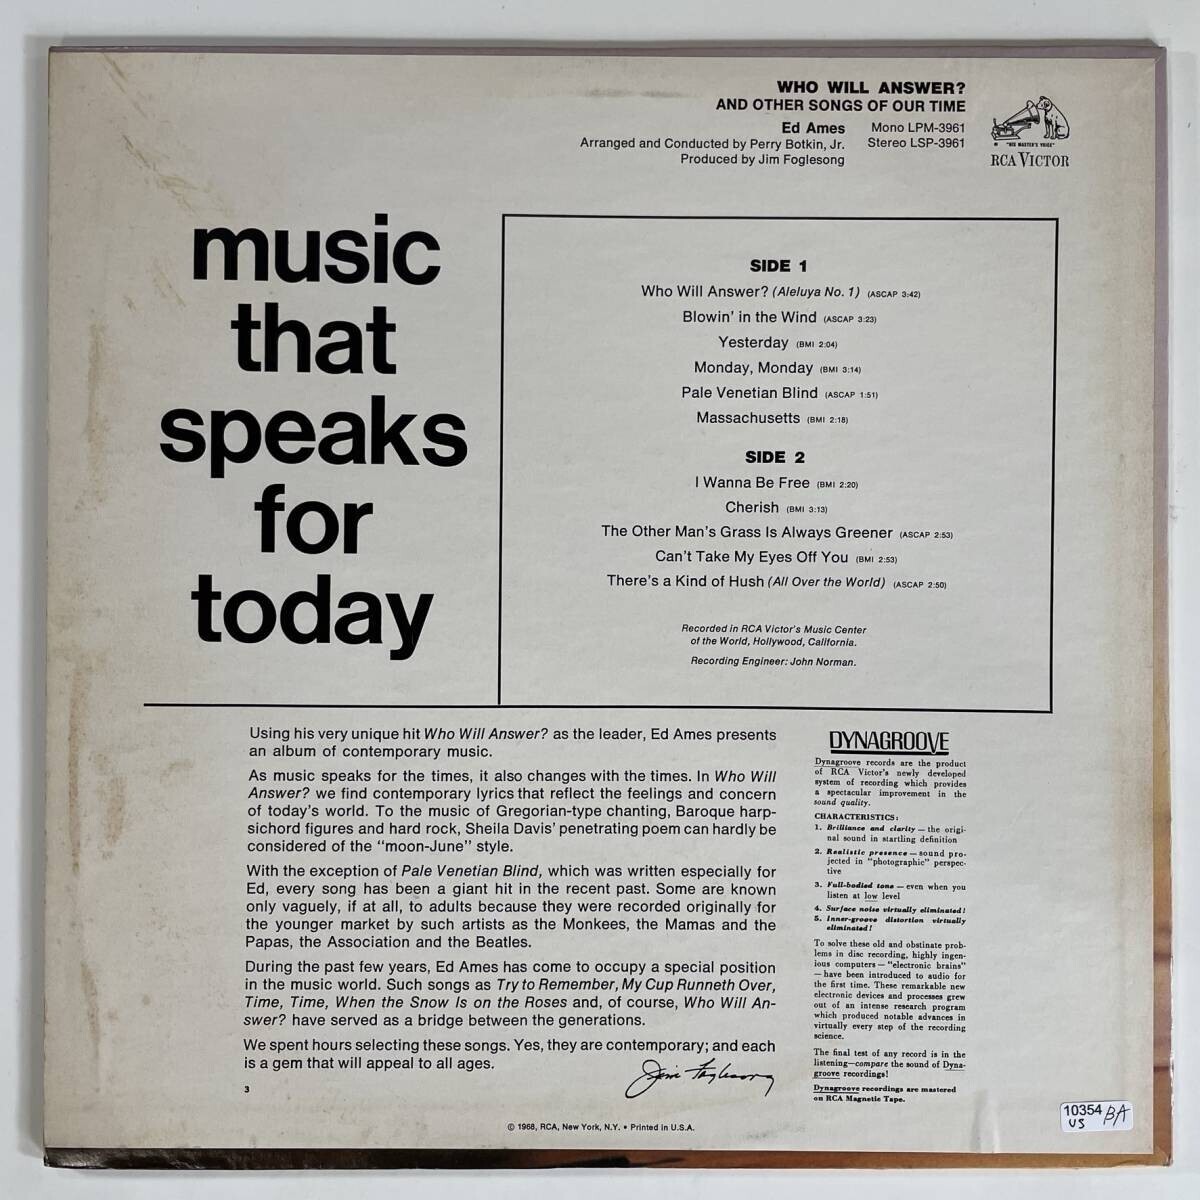 WHO WILL ANSWER?
AND OTHER SONGS OF OUR TIME
Ed Ames
Arranged and Conducted by Perry Botkin, Jr.
Produced by Jim Foglesong
Mono LPM-3961
Stereo LSP-3961
"HIS MASTER'S VOICE"
RCA VICTOR
music
that
speaks
for
today
SIDE 1
Who Will Answer? (Aleluya No. 1) (ASCAP 3:42)
Blowin' in the Wind (ASCAP 3:23)
Yesterday (BMI 2:04)
Monday, Monday (BMI 3:14)
Pale Venetian Blind (ASCAP 1:51)
Massachusetts (BMI 2:18)
SIDE 2
I Wanna Be Free (BMI 2:20)
Cherish (BMI 3:13)
The Other Man's Grass Is Always Greener (ASCAP 2:53)
Can't Take My Eyes Off You (BMI 2:53)
There's a Kind of Hush (All Over the World) (ASCAP 2:50)
Recorded in RCA Victor's Music Center
of the World, Hollywood, California.
Recording Engineer: John Norman.
Using his very unique hit Who Will Answer? as the leader, Ed Ames presents
an album of contemporary music.
As music speaks for the times, it also changes with the times. In Who Will
Answer? we find contemporary lyrics that reflect the feelings and concern
of today's world. To the music of Gregorian-type chanting, Baroque harp-
sichord figures and hard rock, Sheila Davis' penetrating poem can hardly be
considered of the "moon-June" style.
With the exception of Pale Venetian Blind, which was written especially for
Ed, every song has been a giant hit in the recent past. Some are known
only vaguely, if at all, to adults because they were recorded originally for
the younger market by such artists as the Monkees, the Mamas and the
Papas, the Association and the Beatles.
During the past few years, Ed Ames has come to occupy a special position
in the music world. Such songs as Try to Remember, My Cup Runneth Over,
Time, Time, When the Snow Is on the Roses and, of course, Who Will An-
swer? have served as a bridge between the generations.
We spent hours selecting these songs. Yes, they are contemporary; and each
is a gem that will appeal to all ages.
Jim Foglesong
3
DYNAGROOVE
Dynagroove records are the product
of RCA Victor's newly developed
system of recording which provides
a spectacular improvement in the
sound quality.
CHARACTERISTICS:
1. Brilliance and clarity — the origi-
nal sound in startling definition
2. Realistic presence — sound pro-
jected in "photographic" perspec-
tive
3. Full-bodied tone — even when you
listen at low level
4. Surface noise virtually eliminated!
5. Inner-groove distortion virtually
eliminated!
To solve these old and obstinate prob-
lems in disc recording, highly ingen-
ious computers — "electronic brains"
— have been introduced to audio for
the first time. These remarkable new
electronic devices and processes grew
out of an intense research program
which produced notable advances in
virtually every step of the recording
science.
The final test of any record is in the
listening—compare the sound of Dyna-
groove recordings!
Dynagroove recordings are mastered
on RCA Magnetic Tape.
© 1968, RCA, New York, N.Y. • Printed in U.S.A.
10354 BA
US